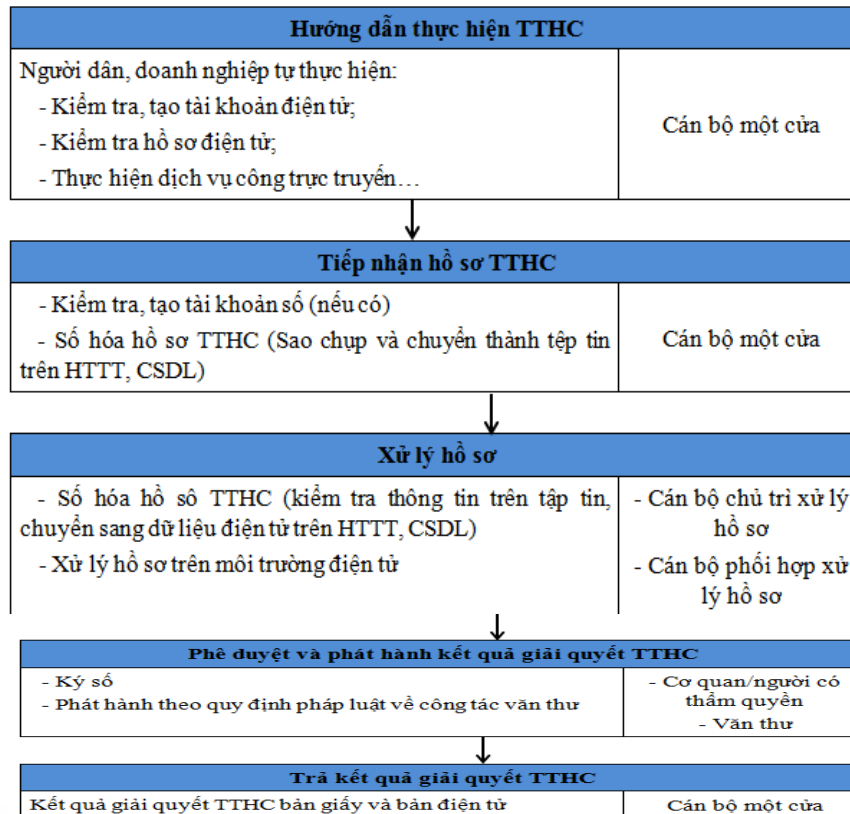 Hướng dẫn thực hiện TTHC
Người dân, doanh nghiệp tự thực hiện:
- Kiểm tra, tạo tài khoản điện tử;
- Kiểm tra hồ sơ điện tử;
- Thực hiện dịch vụ công trực truyến…
Cán bộ một cửa
Tiếp nhận hồ sơ TTHC
- Kiểm tra, tạo tài khoản số (nếu có)
- Số hóa hồ sơ TTHC (Sao chụp và chuyển thành tệp tin
trên HTTT, CSDL)
Cán bộ một cửa
Xử lý hồ sơ
- Số hóa hồ sô TTHC (kiểm tra thông tin trên tập tin,
chuyển sang dữ liệu điện tử trên HTTT, CSDL)
- Xử lý hồ sơ trên môi trường điện tử
- Cán bộ chủ trì xử lý
hồ sơ
- Cán bộ phối hợp xử
lý hồ sơ
Phê duyệt và phát hành kết quả giải quyết TTHC
- Ký số
- Phát hành theo quy định pháp luật về công tác văn thư
- Cơ quan/người có
thẩm quyền
- Văn thư
Trả kết quả giải quyết TTHC
Kết quả giải quyết TTHC bản giấy và bản điện tử
Cán bộ một cửa